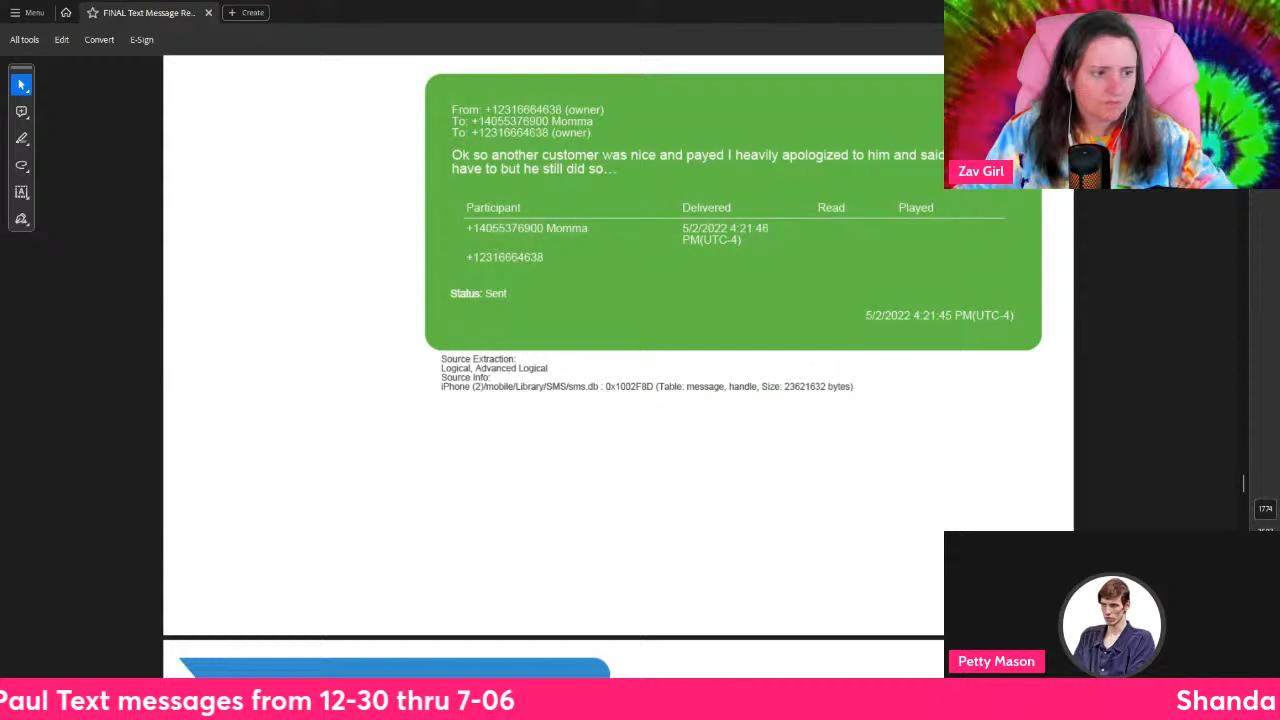 Menu
FINAL Text Message Re...
Create
All tools
Edit
Convert
E-Sign
From: +12316664638 (owner)
To: +14055376900 Momma
To: +12316664638 (owner)
Ok so another customer was nice and payed I heavily apologized to him and said
have to but he still did so…
Participant Delivered Read Played
+14055376900 Momma 5/2/2022 4:21:46
PM(UTC-4)
+12316664638
Status: Sent
5/2/2022 4:21:45 PM(UTC-4)
Source Extraction:
Logical, Advanced Logical
Source Info:
iPhone (2)/mobile/Library/SMS/sms.db : 0x1002F8D (Table: message, handle, Size: 23621632 bytes)
Zav Girl
1774
Petty Mason
Paul Text messages from 12-30 thru 7-06
Shanda